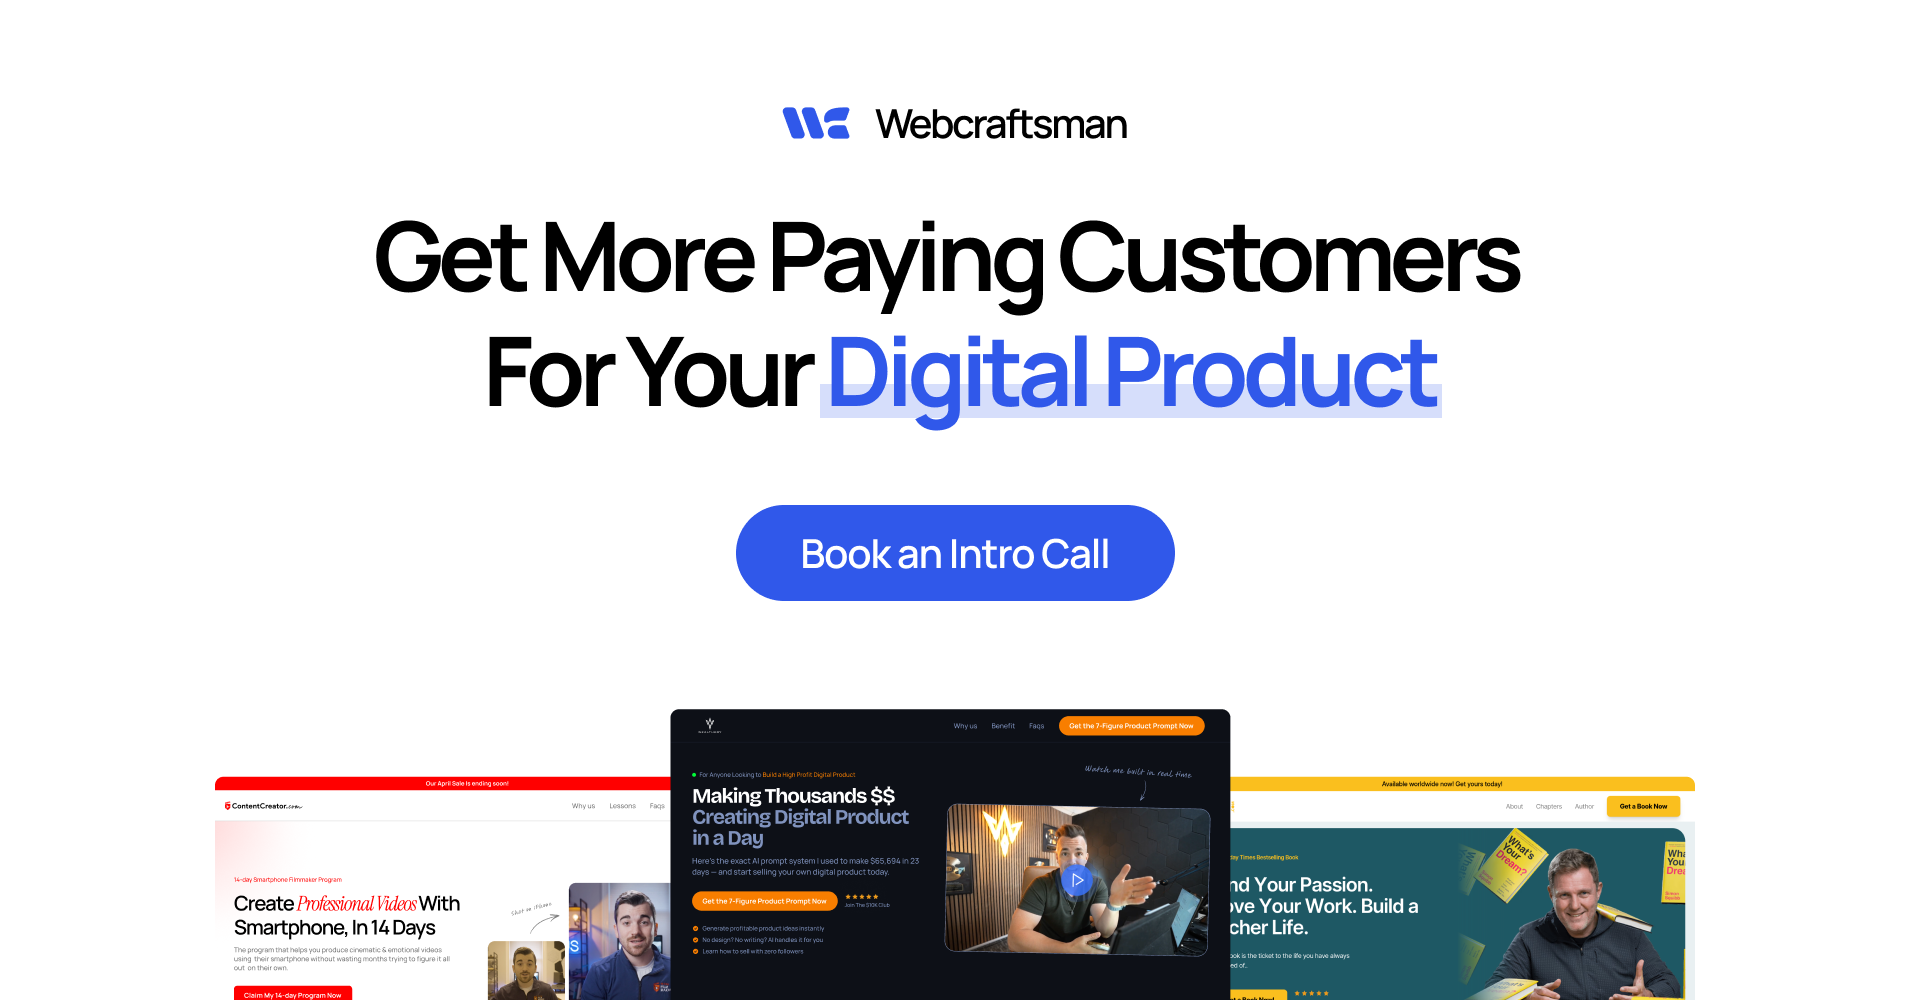 Webcraftsman
Get More Paying Customers
For Your Digital Product
Book an Intro Call
Our April Sale is ending soon!
ContentCreator.com
Why us Lessons Faqs
14-day Smartphone Filmmaker Program
Create Professional Videos With
Smartphone, In 14 Days
The program that helps you produce cinematic & emotional videos
using their smartphone without wasting months trying to figure it all
out on their own.
Claim My 14-day Program Now
Shot on iPhone
Why us Benefit Faqs Get the 7-Figure Product Prompt Now
For Anyone Looking to Build a High Profit Digital Product
Making Thousands $$
Creating Digital Product
in a Day
Here's the exact AI prompt system I used to make $65,694 in 23
days — and start selling your own digital product today.
Get the 7-Figure Product Prompt Now
Join The $10K Club
Generate profitable product ideas instantly
No design? No writing? AI handles it for you
Learn how to sell with zero followers
Watch me built in real time
Available worldwide now! Get yours today!
About Chapters Author Get a Book Now
day Times Bestselling Book
nd Your Passion.
ve Your Work. Build a
cher Life.
ook is the ticket to the life you have always
ed of..
t a Book Now!
What's
Your
Dream?